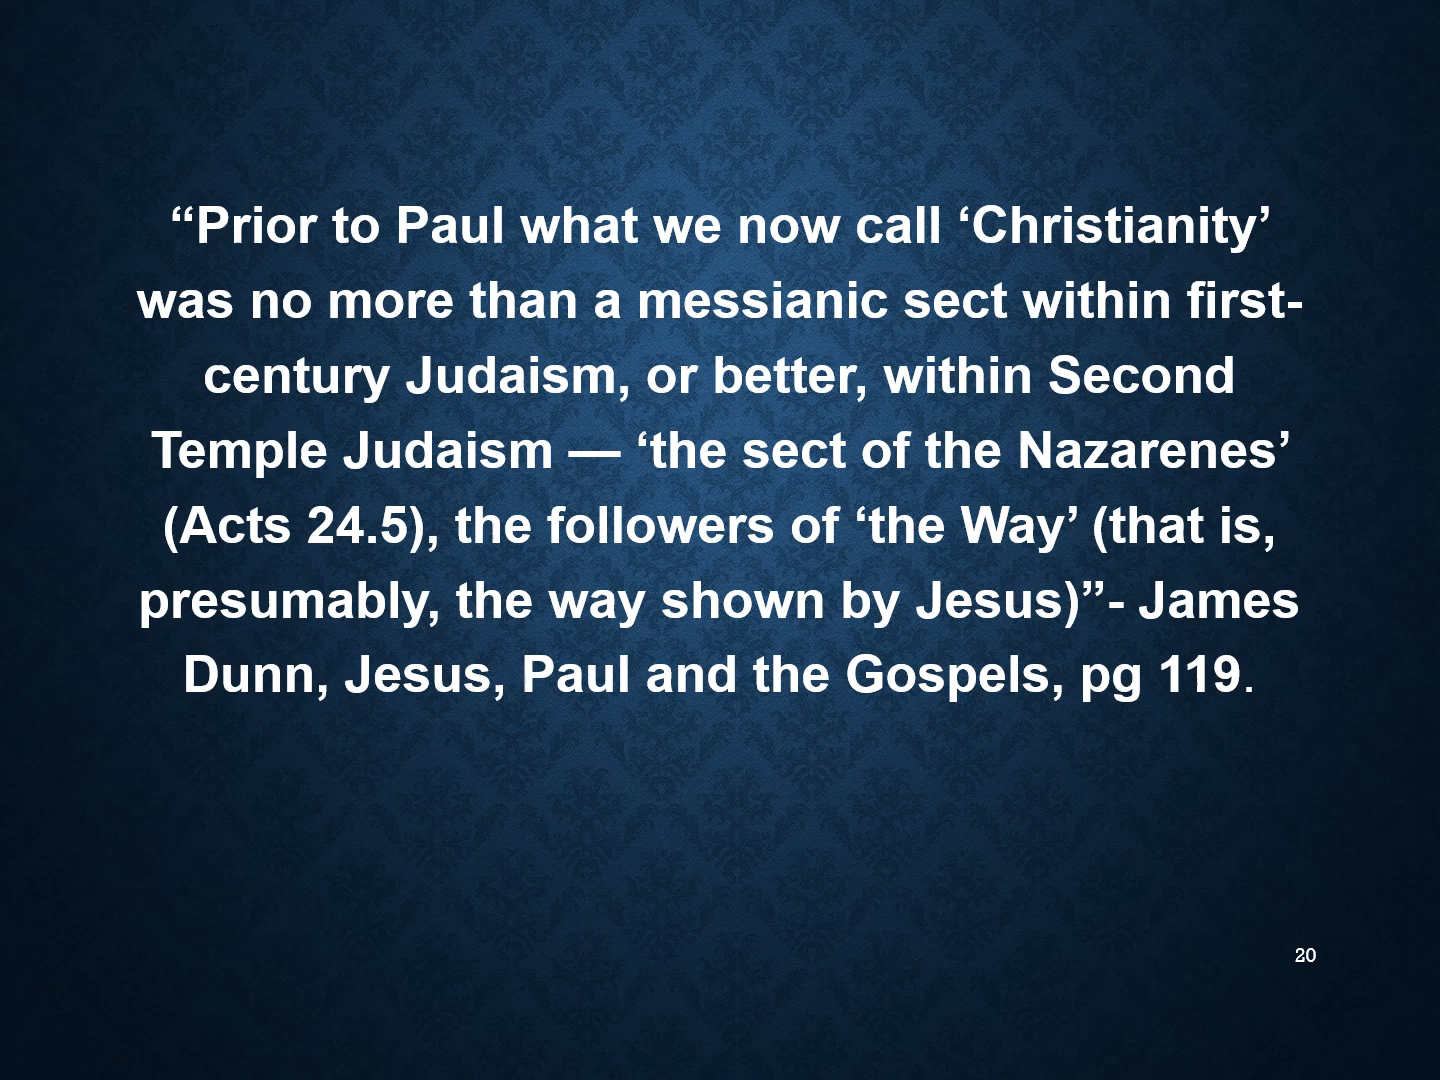 “Prior to Paul what we now call ‘Christianity’
was no more than a messianic sect within first-
century Judaism, or better, within Second
Temple Judaism — ‘the sect of the Nazarenes’
(Acts 24.5), the followers of ‘the Way’ (that is,
presumably, the way shown by Jesus)”- James
Dunn, Jesus, Paul and the Gospels, pg 119.
20